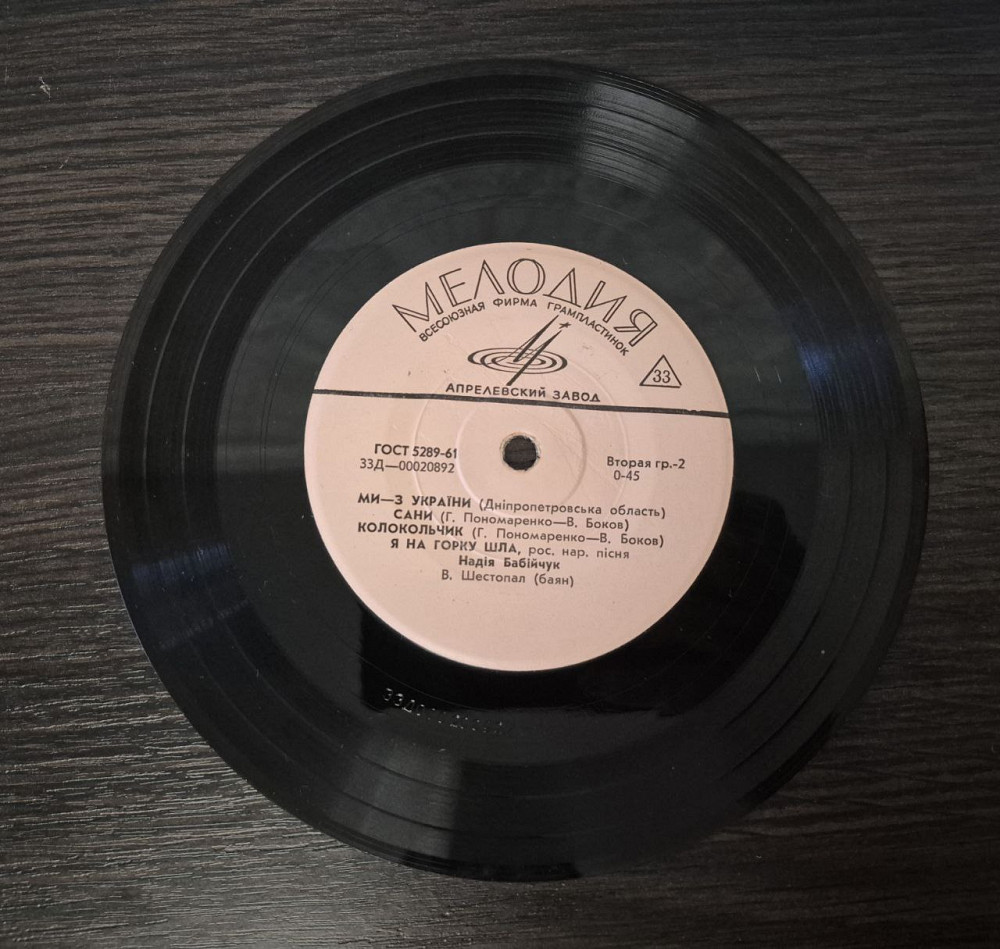 МЕЛОДИЯ
ВСЕСОЮЗНАЯ ФИРМА ГРАМПЛАСТИНОК
33
АПРЕЛЕВСКИЙ ЗАВОД
ГОСТ 5289-61
33Д—00020892
Вторая гр.-2
0-45
МИ—З УКРАЇНИ (Дніпропетровська область)
САНИ (Г. Пономаренко—В. Боков)
КОЛОКОЛЬЧИК (Г. Пономаренко—В. Боков)
Я НА ГОРКУ ШЛА, рос. нар. пісня
Надія Бабійчук
В. Шестопал (баян)